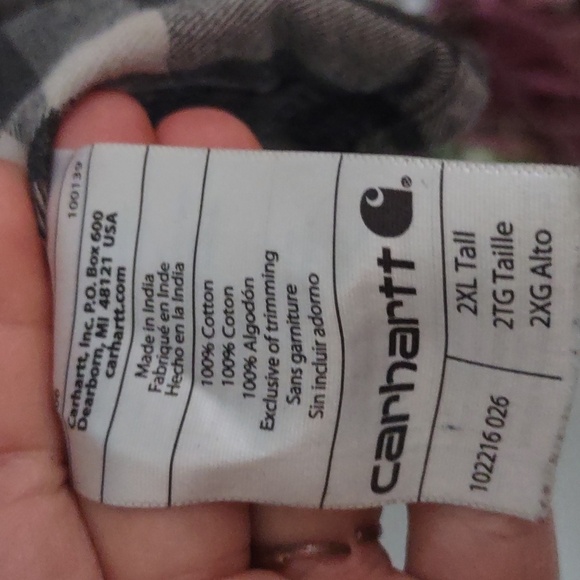 2XL Tall
2TG Taille
2XG Alto
102216 026
carhartt
100% Cotton
100% Coton
100% Algodón
Exclusive of trimming
Sans garniture
Sin incluir adorno
Made in India
Fabriqué en Inde
Hecho en la India
Carhartt, Inc. P.O. Box 600
Dearborn, MI 48121 USA
carhartt.com